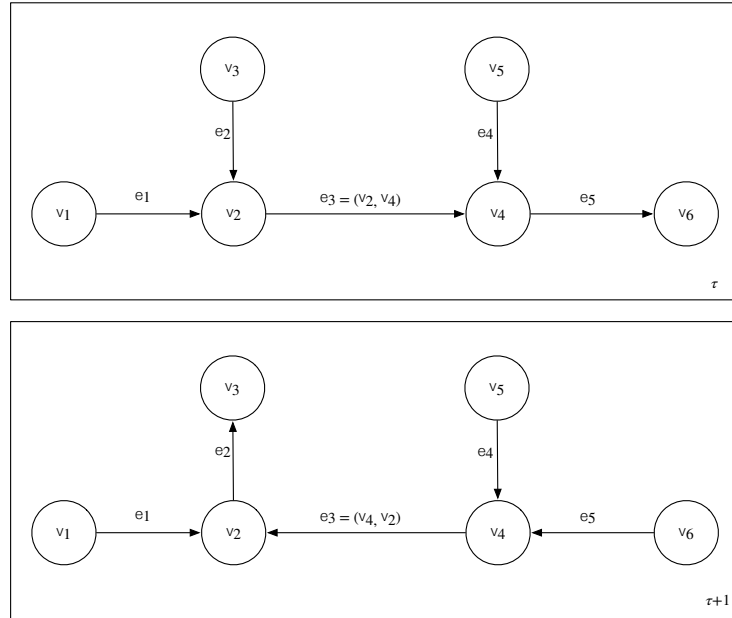 v3 v5
e2 e4
e1 e3 = (v2, v4) e5
v1 v2 v4 v6
τ
v3 v5
e2 e4
e1 e3 = (v4, v2) e5
v1 v2 v4 v6
τ+1